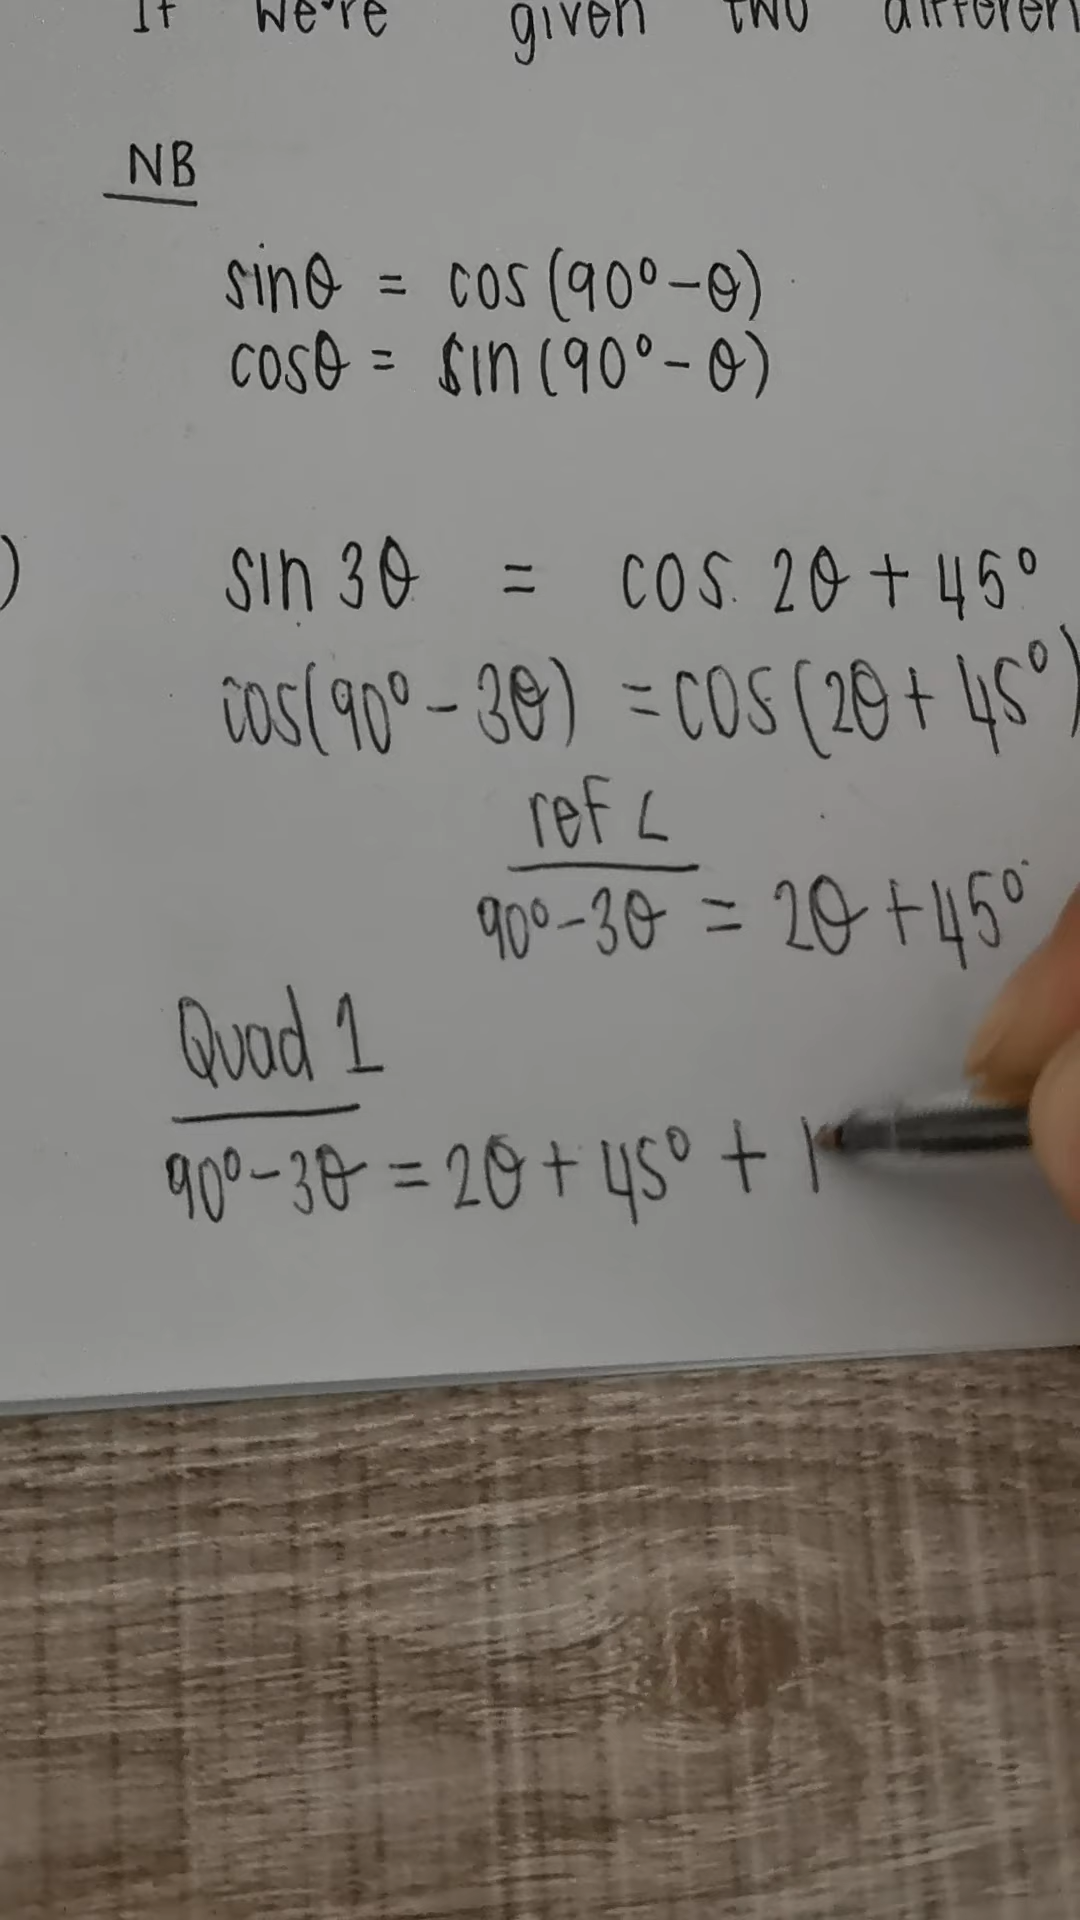 If we're given two differen
NB
sinθ = cos(90°-θ)
cosθ = sin(90°-θ)
) sin 3θ = cos 2θ + 45°
cos(90°-3θ) = cos(2θ + 45°)
ref ∠
90°-3θ = 2θ + 45°
Quad 1
90°-3θ = 2θ + 45° +